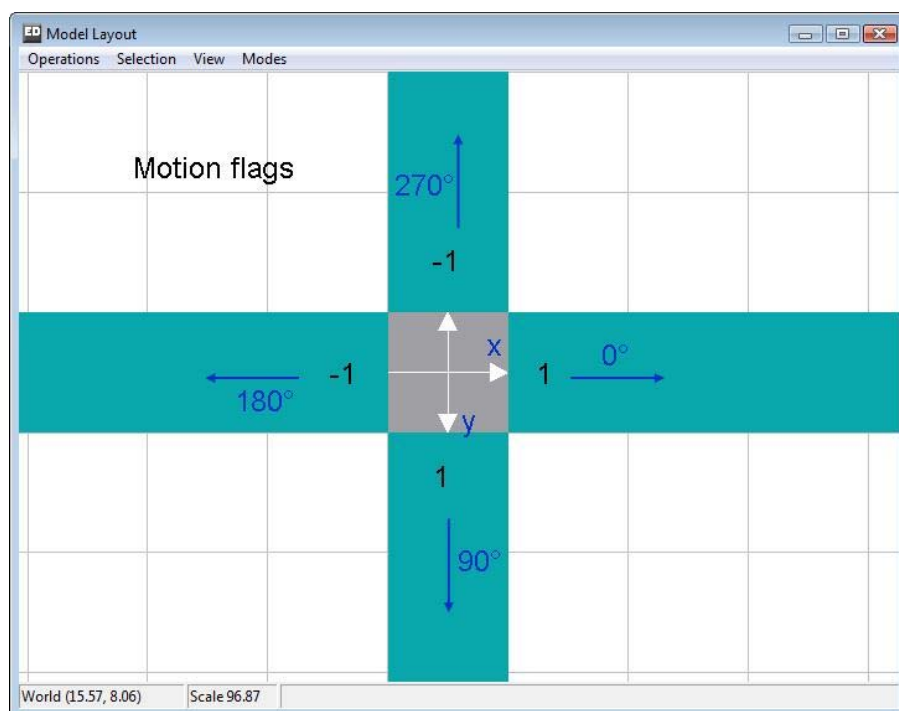 ED Model Layout
Operations Selection View Modes
Motion flags
270°
-1
x
-1 1 0°
180°
y
1
90°
World (15.57, 8.06) Scale 96.87